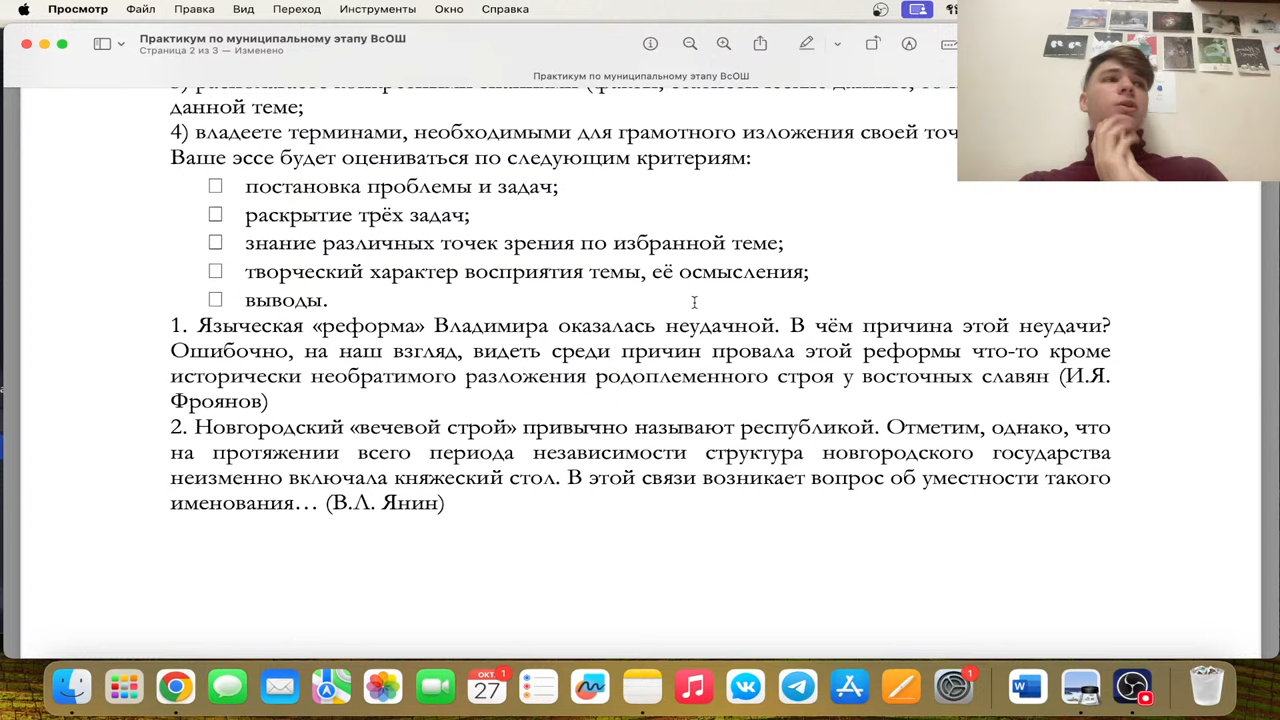 Просмотр Файл Правка Вид Переход Инструменты Окно Справка
Практикум по муниципальному этапу ВсОШ
Страница 2 из 3 — Изменено
Практикум по муниципальному этапу ВсОШ
данной теме;
4) владеете терминами, необходимыми для грамотного изложения своей
Ваше эссе будет оцениваться по следующим критериям:
☐ постановка проблемы и задач;
☐ раскрытие трёх задач;
☐ знание различных точек зрения по избранной теме;
☐ творческий характер восприятия темы, её осмысления;
☐ выводы.
1. Языческая «реформа» Владимира оказалась неудачной. В чём причина этой неудачи?
Ошибочно, на наш взгляд, видеть среди причин провала этой реформы что-то кроме
исторически необратимого разложения родоплеменного строя у восточных славян (И.Я.
Фроянов)
2. Новгородский «вечевой строй» привычно называют республикой. Отметим, однако, что
на протяжении всего периода независимости структура новгородского государства
неизменно включала княжеский стол. В этой связи возникает вопрос об уместности такого
именования… (В.Л. Янин)
ОКТ. 1
27
1
W